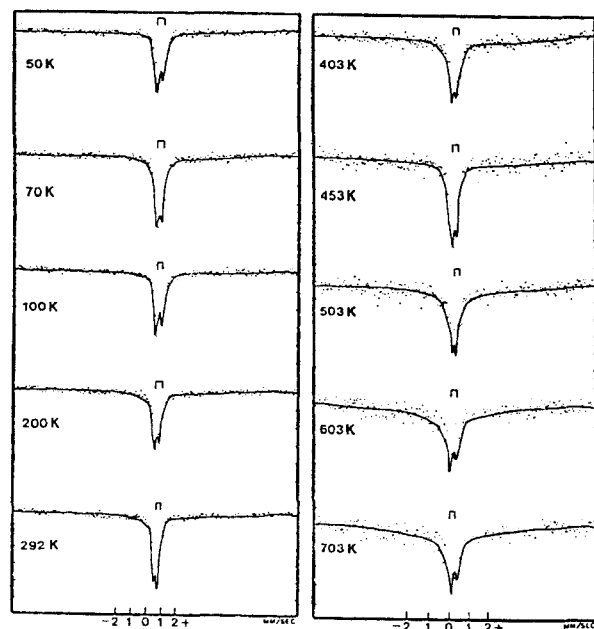 50 K
70 K
100 K
200 K
292 K
-2 1 0 1 2+ MM/SEC
403 K
453 K
503 K
603 K
703 K
-2 1 0 1 2+ MM/SEC